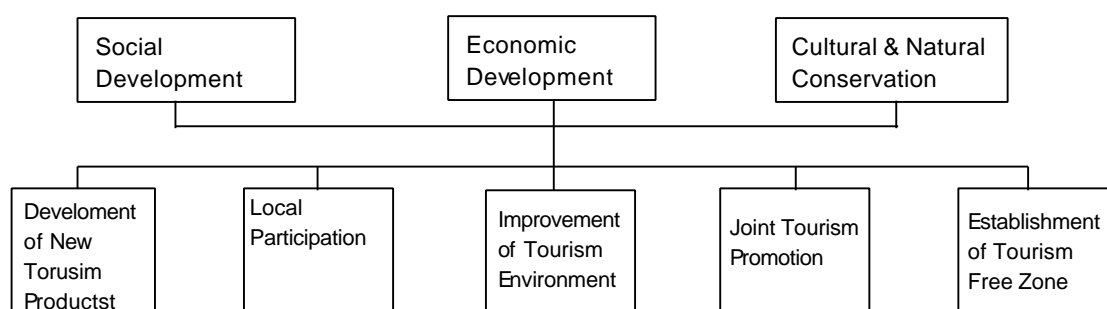 Social
Development
Economic
Development
Cultural & Natural
Conservation
Develoment
of New
Torusim
Productst
Local
Participation
Improvement
of Tourism
Environment
Joint Tourism
Promotion
Establishment
of Tourism
Free Zone